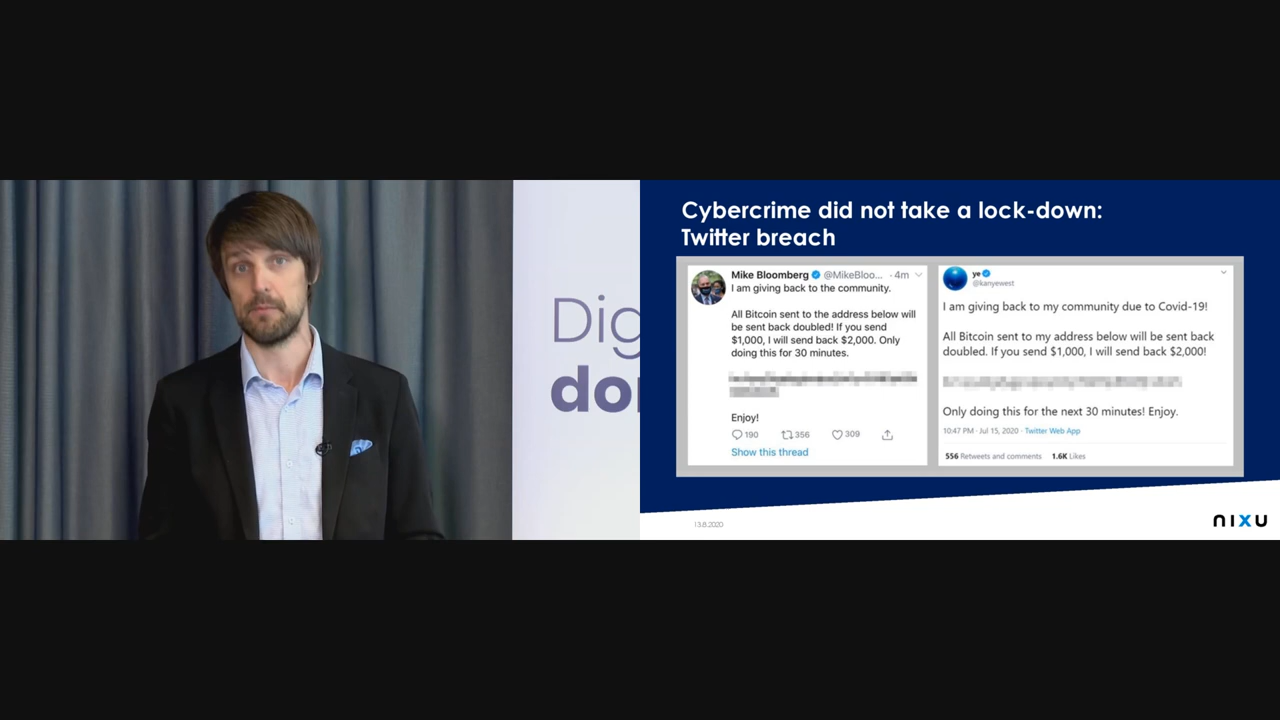 Dig
do
Cybercrime did not take a lock-down:
Twitter breach
Mike Bloomberg @MikeBloo... · 4m
I am giving back to the community.
All Bitcoin sent to the address below will
be sent back doubled! If you send
$1,000, I will send back $2,000. Only
doing this for 30 minutes.
Enjoy!
190 356 309
Show this thread
ye
@kanyewest
I am giving back to my community due to Covid-19!
All Bitcoin sent to my address below will be sent back
doubled. If you send $1,000, I will send back $2,000!
Only doing this for the next 30 minutes! Enjoy.
10:47 PM · Jul 15, 2020 · Twitter Web App
556 Retweets and comments 1.6K Likes
13.8.2020
NIXU